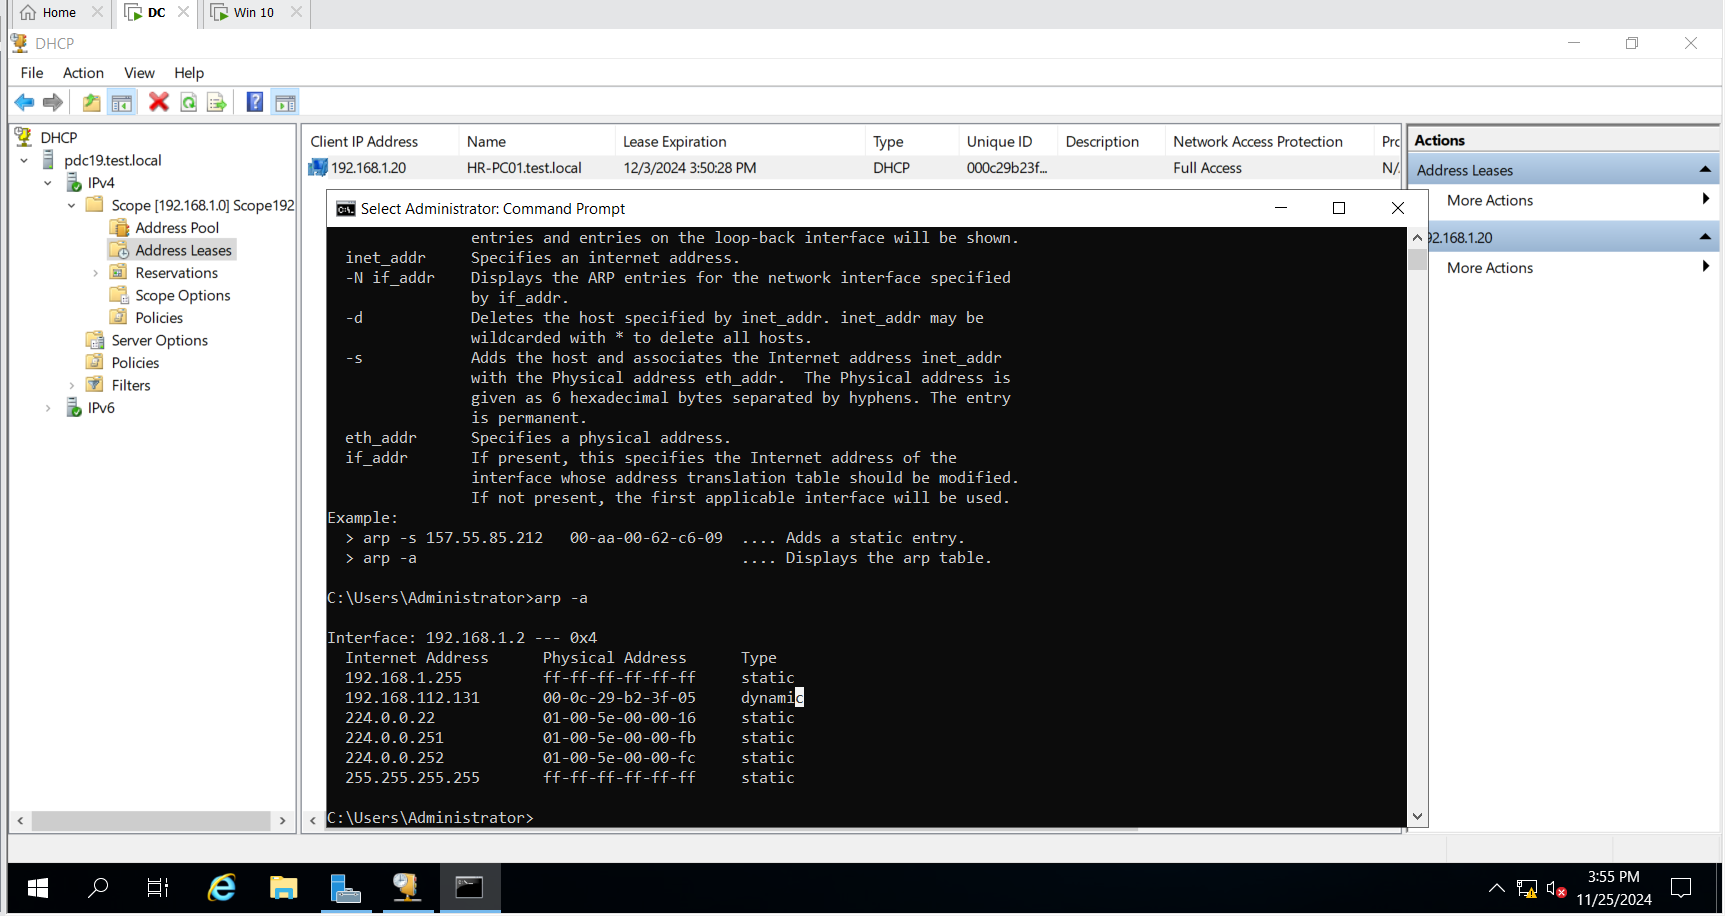 Home
DC
Win 10
DHCP
File Action View Help
DHCP
pdc19.test.local
IPv4
Scope [192.168.1.0] Scope192
Address Pool
Address Leases
Reservations
Scope Options
Policies
Server Options
Policies
Filters
IPv6
Client IP Address Name Lease Expiration Type Unique ID Description Network Access Protection Prc
192.168.1.20 HR-PC01.test.local 12/3/2024 3:50:28 PM DHCP 000c29b23f... Full Access N/
Actions
Address Leases
More Actions
92.168.1.20
More Actions
Select Administrator: Command Prompt
entries and entries on the loop-back interface will be shown.
inet_addr Specifies an internet address.
-N if_addr Displays the ARP entries for the network interface specified
by if_addr.
-d Deletes the host specified by inet_addr. inet_addr may be
wildcarded with * to delete all hosts.
-s Adds the host and associates the Internet address inet_addr
with the Physical address eth_addr. The Physical address is
given as 6 hexadecimal bytes separated by hyphens. The entry
is permanent.
eth_addr Specifies a physical address.
if_addr If present, this specifies the Internet address of the
interface whose address translation table should be modified.
If not present, the first applicable interface will be used.
Example:
> arp -s 157.55.85.212 00-aa-00-62-c6-09 .... Adds a static entry.
> arp -a .... Displays the arp table.
C:\Users\Administrator>arp -a
Interface: 192.168.1.2 --- 0x4
Internet Address Physical Address Type
192.168.1.255 ff-ff-ff-ff-ff-ff static
192.168.112.131 00-0c-29-b2-3f-05 dynamic
224.0.0.22 01-00-5e-00-00-16 static
224.0.0.251 01-00-5e-00-00-fb static
224.0.0.252 01-00-5e-00-00-fc static
255.255.255.255 ff-ff-ff-ff-ff-ff static
C:\Users\Administrator>
3:55 PM
11/25/2024